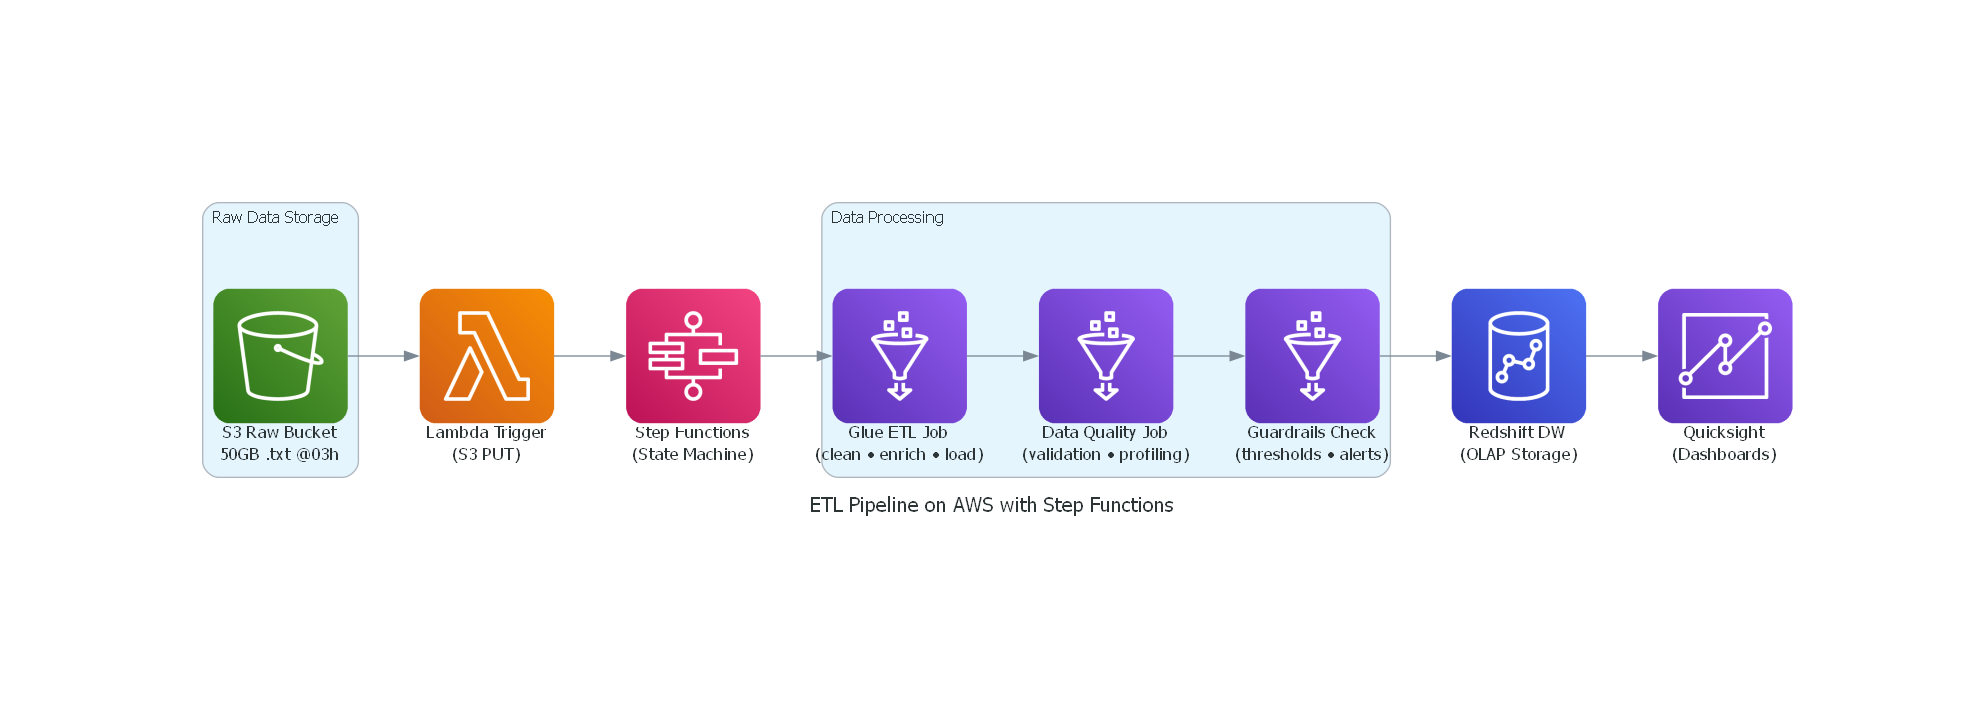 Raw Data Storage
Data Processing
S3 Raw Bucket
50GB .txt @03h
Lambda Trigger
(S3 PUT)
Step Functions
(State Machine)
Glue ETL Job
(clean • enrich • load)
Data Quality Job
(validation • profiling)
Guardrails Check
(thresholds • alerts)
Redshift DW
(OLAP Storage)
Quicksight
(Dashboards)
ETL Pipeline on AWS with Step Functions